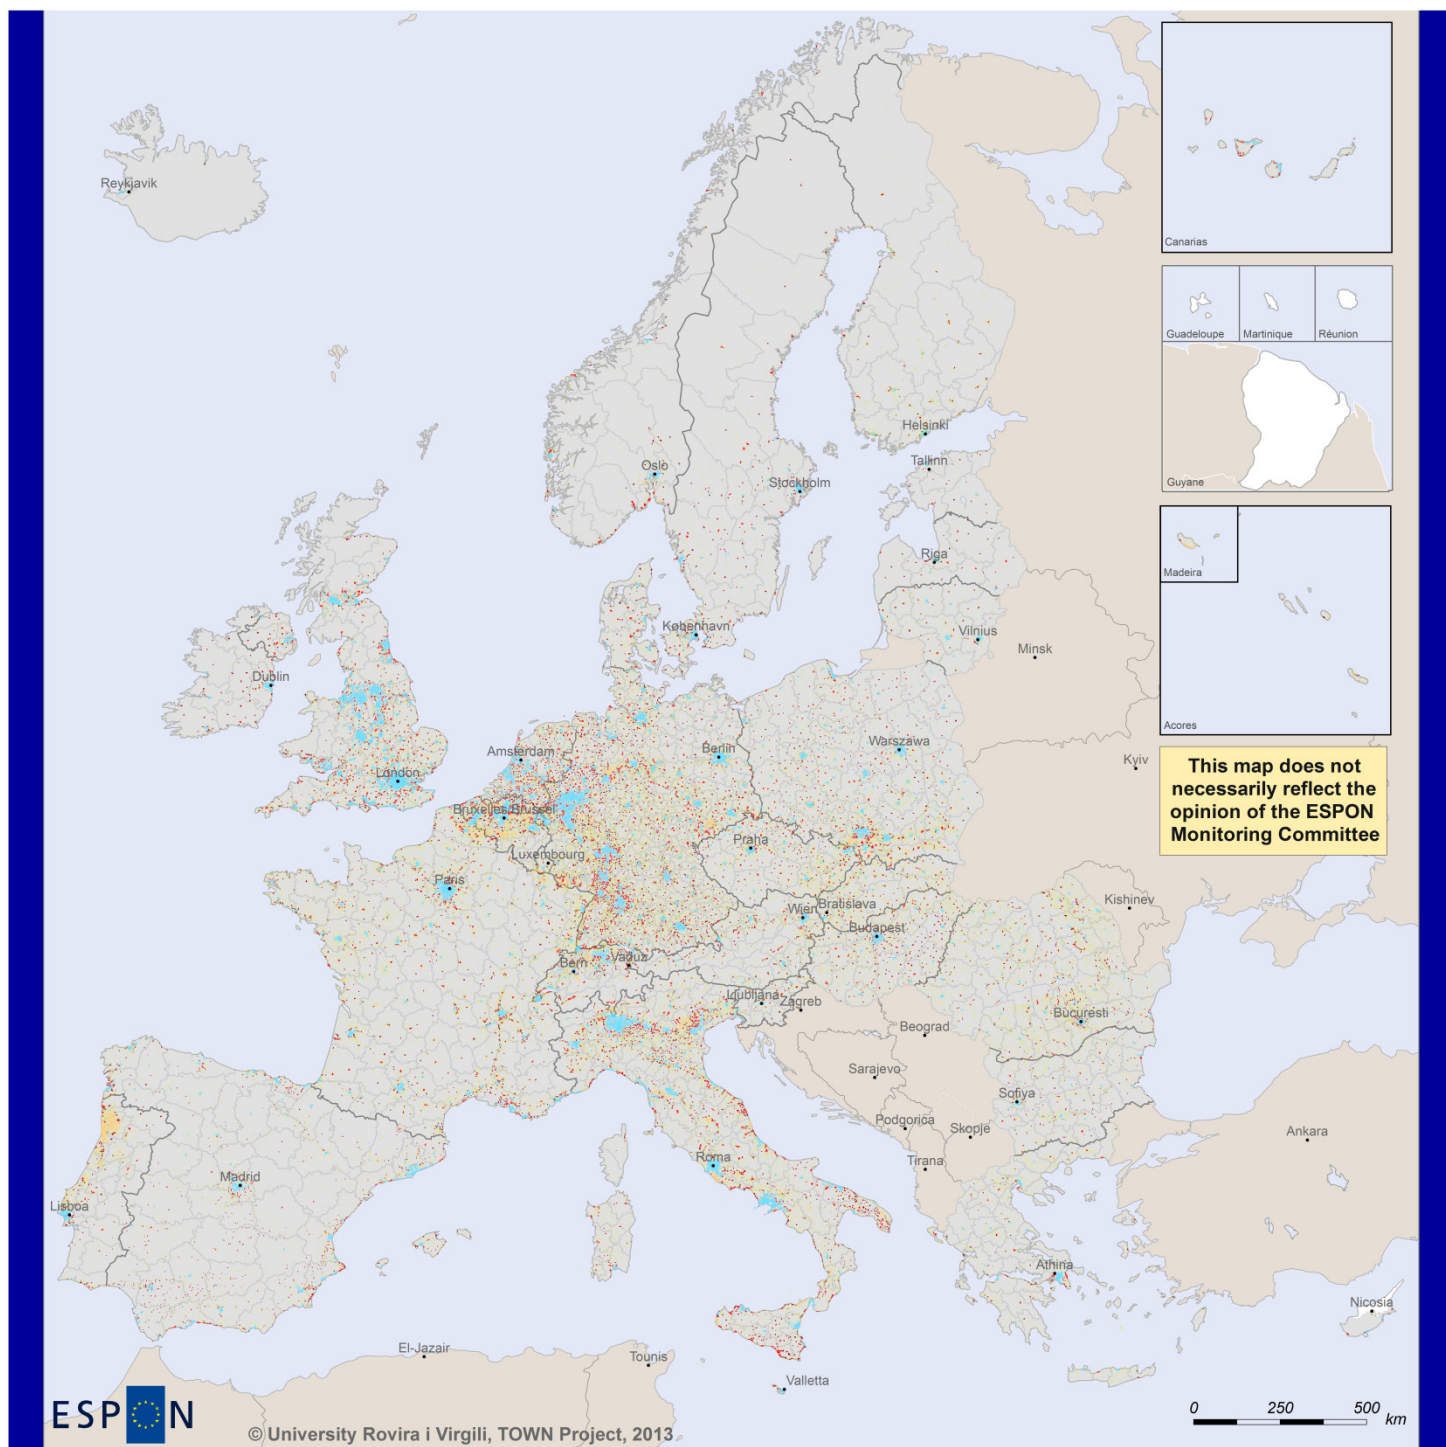 Reykjavik
Canarias
Guadeloupe
Martinique
Réunion
Guyane
Helsinki
Tallinn
Oslo
Stockholm
Riga
Madeira
København
Vilnius
Minsk
Dublin
Acores
Amsterdam
Berlin
Warszawa
Kyiv
London
This map does not
necessarily reflect the
opinion of the ESPON
Monitoring Committee
Bruxelles/Brussel
Praha
Luxembourg
Paris
Kishinev
Wien
Bratislava
Budapest
Bern
Vaduz
Ljubljana
Zagreb
Bucuresti
Beograd
Sarajevo
Sofiya
Podgorica
Skopje
Ankara
Roma
Tirana
Madrid
Lisboa
Athina
Nicosia
El-Jazair
Tounis
Valletta
ESPON
0 250 500
km
© University Rovira i Virgili, TOWN Project, 2013